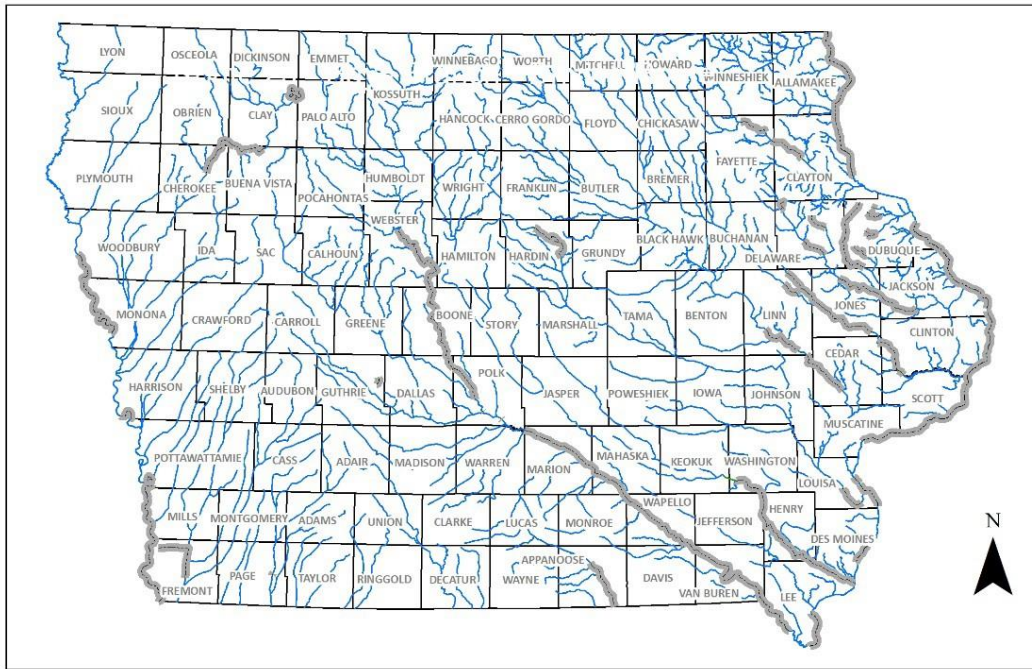 LYON OSCEOLA DICKINSON EMMET WINNEBAGO WORTH MITCHELL HOWARD WINNESHIEK ALLAMAKEE
SIOUX OBRIEN CLAY PALO ALTO KOSSUTH HANCOCK CERRO GORDO FLOYD CHICKASAW
PLYMOUTH CHEROKEE BUENA VISTA POCAHONTAS HUMBOLDT WRIGHT FRANKLIN BUTLER BREMER FAYETTE CLAYTON
WOODBURY IDA SAC CALHOUN WEBSTER HAMILTON HARDIN GRUNDY BLACK HAWK BUCHANAN DELAWARE DUBUQUE
MONONA CRAWFORD CARROLL GREENE BOONE STORY MARSHALL TAMA BENTON LINN JONES JACKSON
CLINTON
HARRISON SHELBY AUDUBON GUTHRIE DALLAS POLK JASPER POWESHIEK IOWA JOHNSON CEDAR SCOTT
MUSCATINE
POTTAWATTAMIE CASS ADAIR MADISON WARREN MARION MAHASKA KEOKUK WASHINGTON LOUISA
MILLS MONTGOMERY ADAMS UNION CLARKE LUCAS MONROE WAPELLO JEFFERSON HENRY DES MOINES
FREMONT PAGE TAYLOR RINGGOLD DECATUR WAYNE APPANOOSE DAVIS VAN BUREN LEE
N